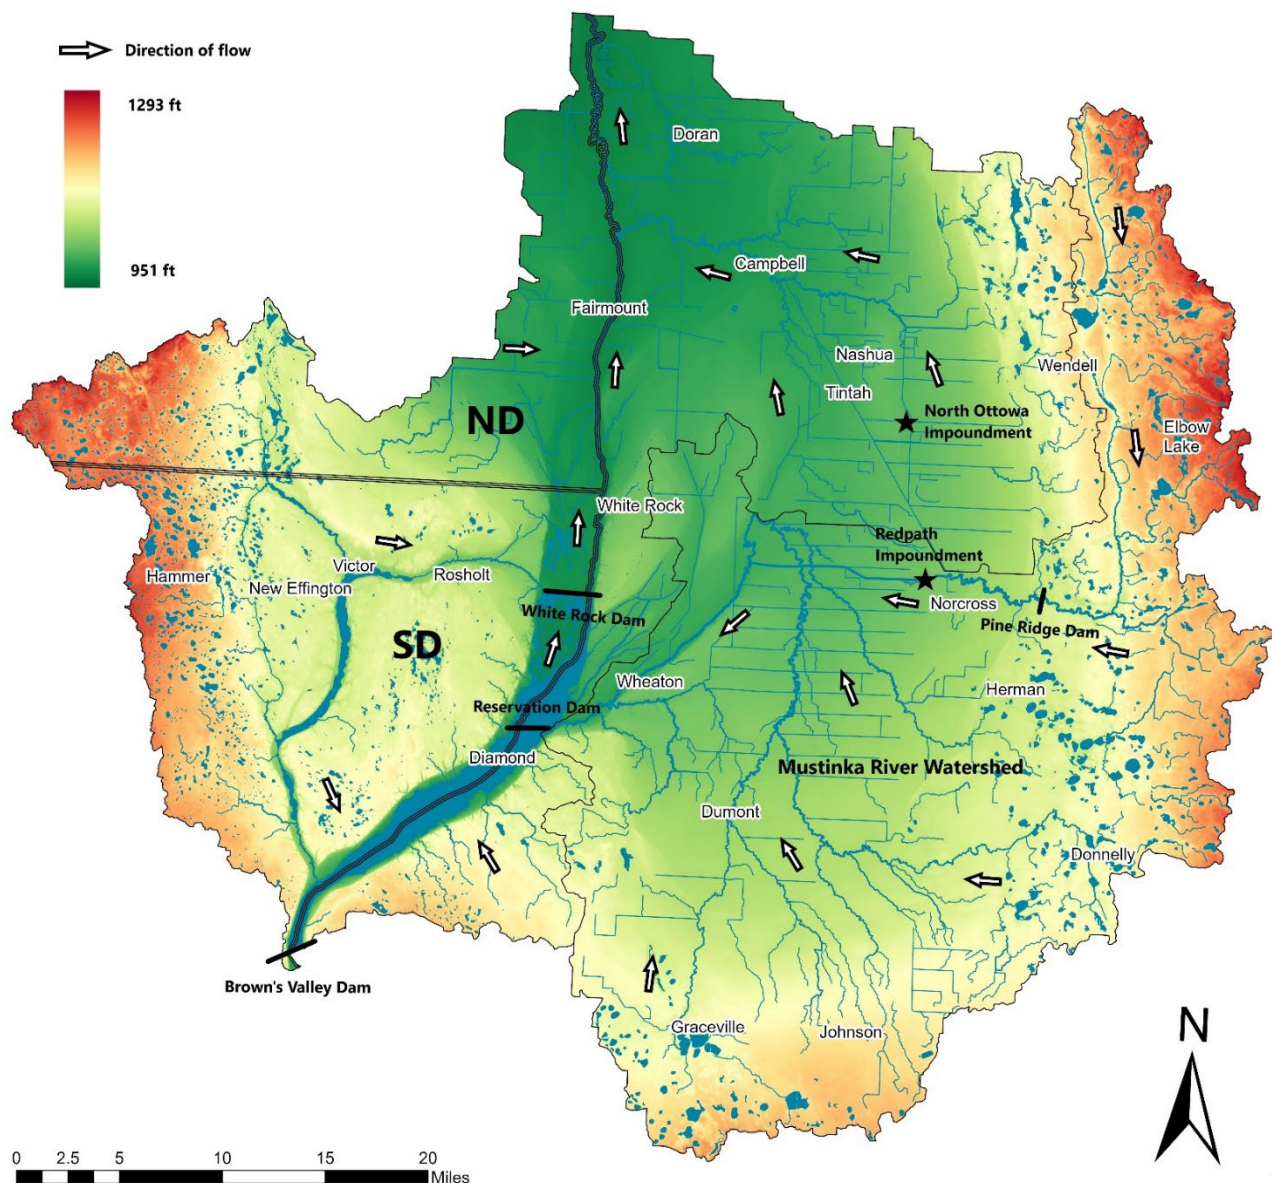 Direction of flow
1293 ft
951 ft
Doran
Campbell
Fairmount
Nashua
Wendell
Tintah
ND
North Ottowa
Impoundment
Elbow
Lake
White Rock
Redpath
Impoundment
Hammer
Victor
New Effington
Rosholt
Norcross
White Rock Dam
Pine Ridge Dam
SD
Wheaton
Herman
Reservation Dam
Diamond
Mustinka River Watershed
Dumont
Donnelly
Brown's Valley Dam
Graceville
Johnson
N
0 2.5 5 10 15 20
Miles